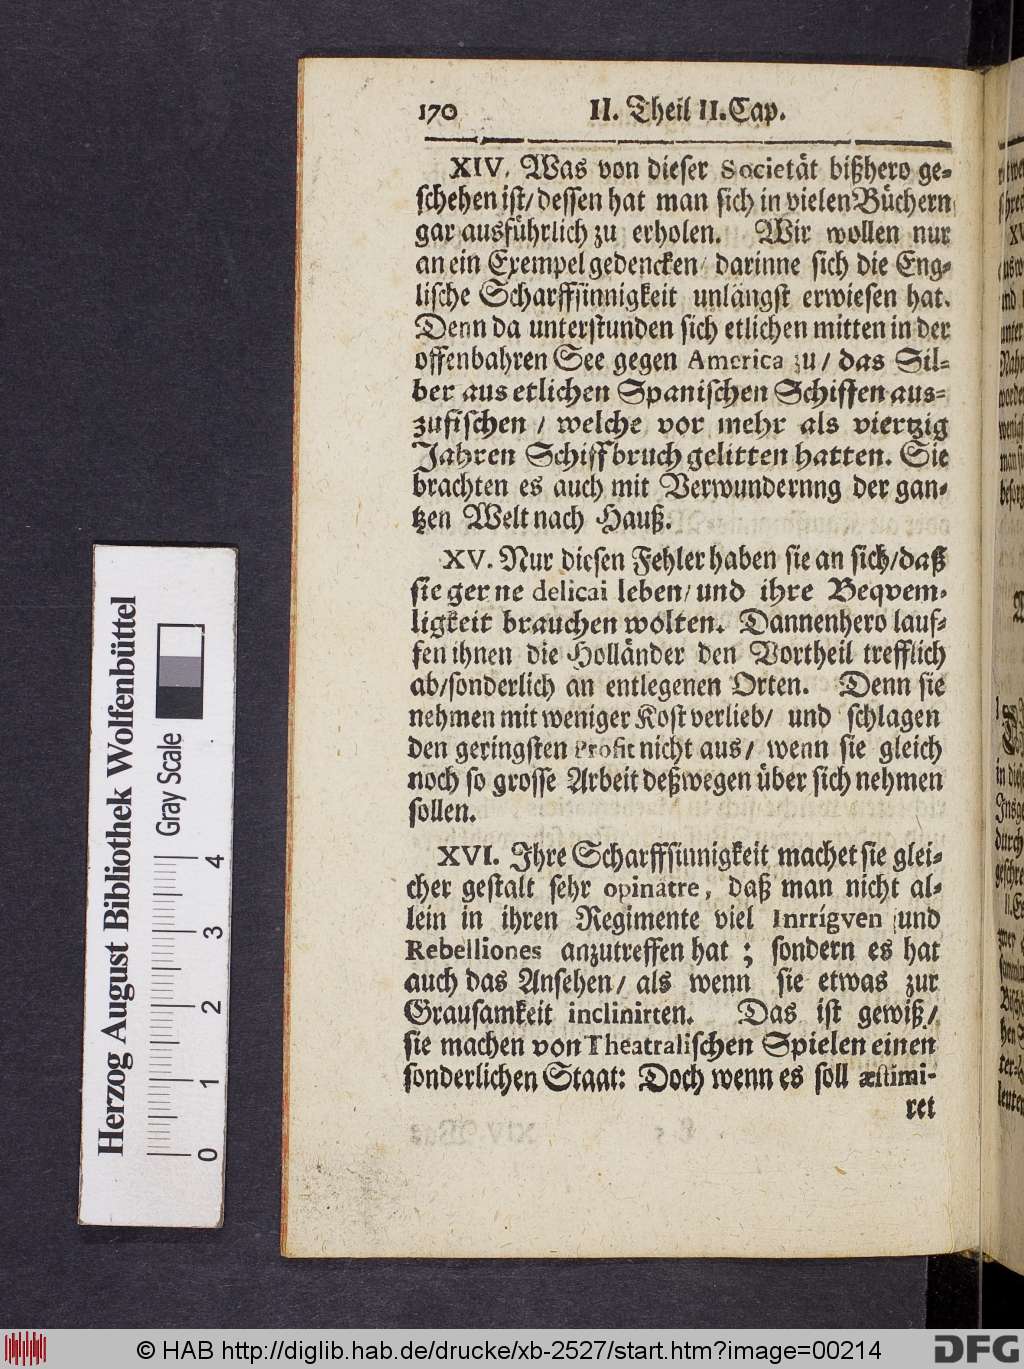 170 II. Theil II. Cap.
XIV. Was von dieser Societät bißhero ge-
schehen ist/ dessen hat man sich in vielen Büchern
gar ausführlich zu erholen. Wir wollen nur
an ein Exempel gedencken/ darinne sich die Eng-
lische Scharffsinnigkeit unlängst erwiesen hat.
Denn da unterstunden sich etlichen mitten in der
offenbahren See gegen America zu/ das Sil-
ber aus etlichen Spanischen Schiffen aus-
zufischen/ welche vor mehr als viertzig
Jahren Schiffbruch gelitten hatten. Sie
brachten es auch mit Verwundernng der gan-
tzen Welt nach Hauß.
XV. Nur diesen Fehler haben sie an sich/ daß
sie gerne delicai leben/ und ihre Beqvem-
ligkeit brauchen wolten. Dannenhero lauf-
fen ihnen die Holländer den Vortheil trefflich
ab/ sonderlich an entlegenen Orten. Denn sie
nehmen mit weniger Kost verlieb/ und schlagen
den geringsten Profit nicht aus/ wenn sie gleich
noch so grosse Arbeit deßwegen über sich nehmen
sollen.
XVI. Ihre Scharffsinnigkeit machet sie glei-
cher gestalt sehr opinatre, daß man nicht al-
lein in ihren Regimente viel Inrrigven und
Rebelliones anzutreffen hat; sondern es hat
auch das Ansehen/ als wenn sie etwas zur
Grausamkeit inclinirten. Das ist gewiß/
sie machen von Theatralischen Spielen einen
sonderlichen Staat: Doch wenn es soll æstimi-
ret
Herzog August Bibliothek Wolfenbüttel
Gray Scale
0 1 2 3 4
© HAB http://diglib.hab.de/drucke/xb-2527/start.htm?image=00214
DFG